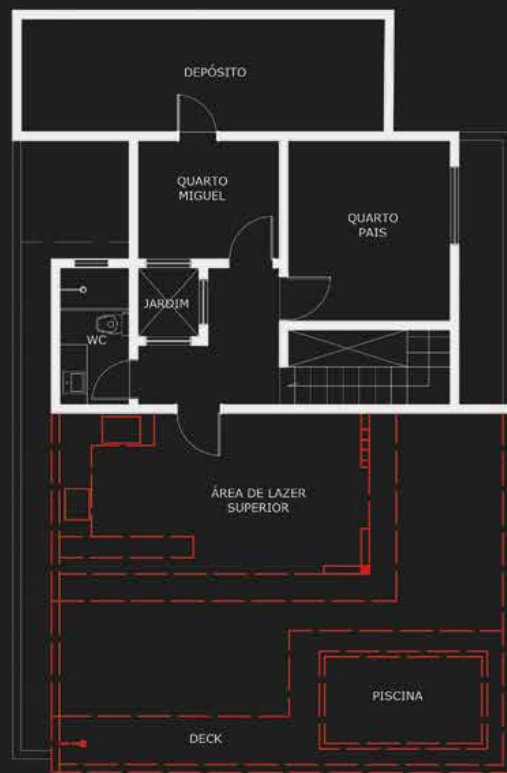 DEPÓSITO
QUARTO
MIGUEL
QUARTO
PAIS
JARDIM
WC
ÁREA DE LAZER
SUPERIOR
PISCINA
DECK